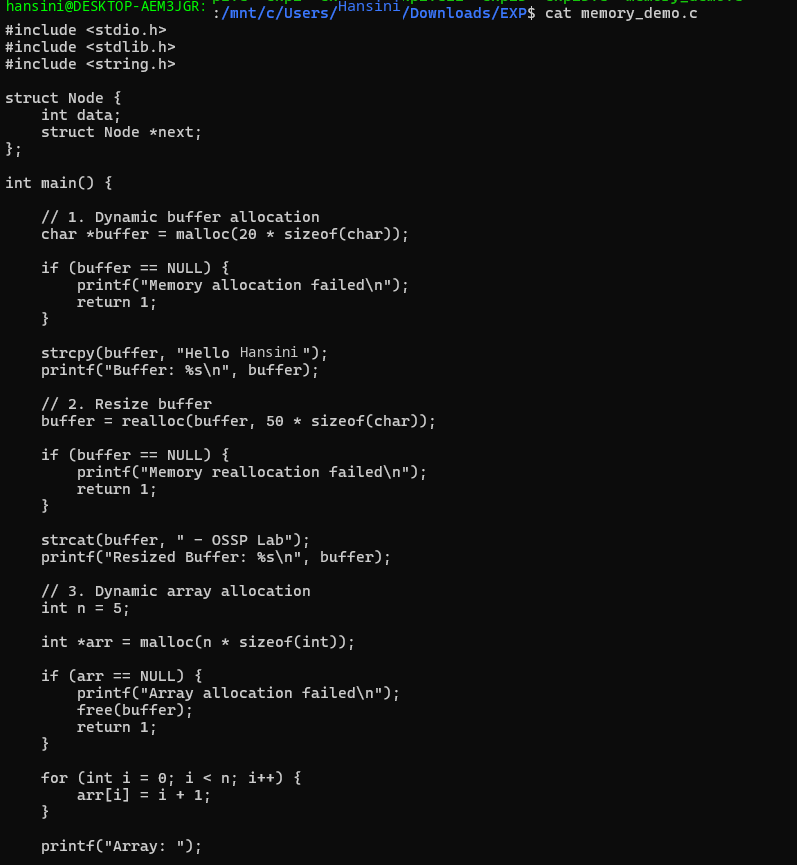 hansini@DESKTOP-AEM3JGR: :/mnt/c/Users/Hansini/Downloads/EXP$ cat memory_demo.c
#include <stdio.h>
#include <stdlib.h>
#include <string.h>

struct Node {
    int data;
    struct Node *next;
};

int main() {

    // 1. Dynamic buffer allocation
    char *buffer = malloc(20 * sizeof(char));

    if (buffer == NULL) {
        printf("Memory allocation failed\n");
        return 1;
    }

    strcpy(buffer, "Hello Hansini");
    printf("Buffer: %s\n", buffer);

    // 2. Resize buffer
    buffer = realloc(buffer, 50 * sizeof(char));

    if (buffer == NULL) {
        printf("Memory reallocation failed\n");
        return 1;
    }

    strcat(buffer, " - OSSP Lab");
    printf("Resized Buffer: %s\n", buffer);

    // 3. Dynamic array allocation
    int n = 5;

    int *arr = malloc(n * sizeof(int));

    if (arr == NULL) {
        printf("Array allocation failed\n");
        free(buffer);
        return 1;
    }

    for (int i = 0; i < n; i++) {
        arr[i] = i + 1;
    }

    printf("Array: ");